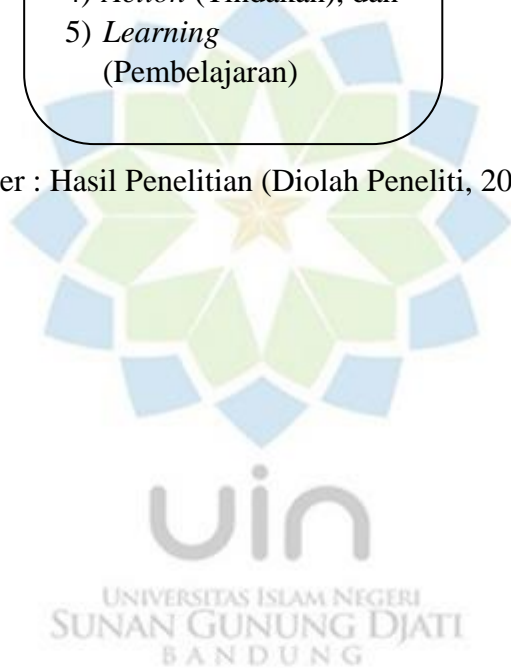 4) Action (Tindakan), dan
5) Learning
(Pembelajaran)
er : Hasil Penelitian (Diolah Peneliti, 20
uin
UNIVERSITAS ISLAM NEGERI
SUNAN GUNUNG DJATI
BANDUNG